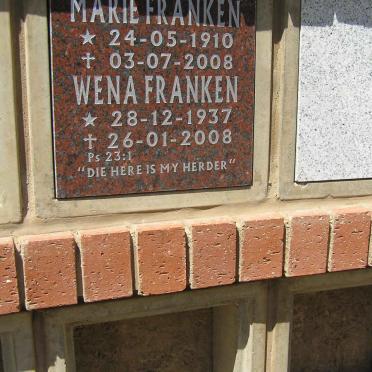 MARIE FRANKEN
★ 24-05-1910
✝ 03-07-2008
WENA FRANKEN
★ 28-12-1937
✝ 26-01-2008
Ps 23:1
"DIE HERE IS MY HERDER"